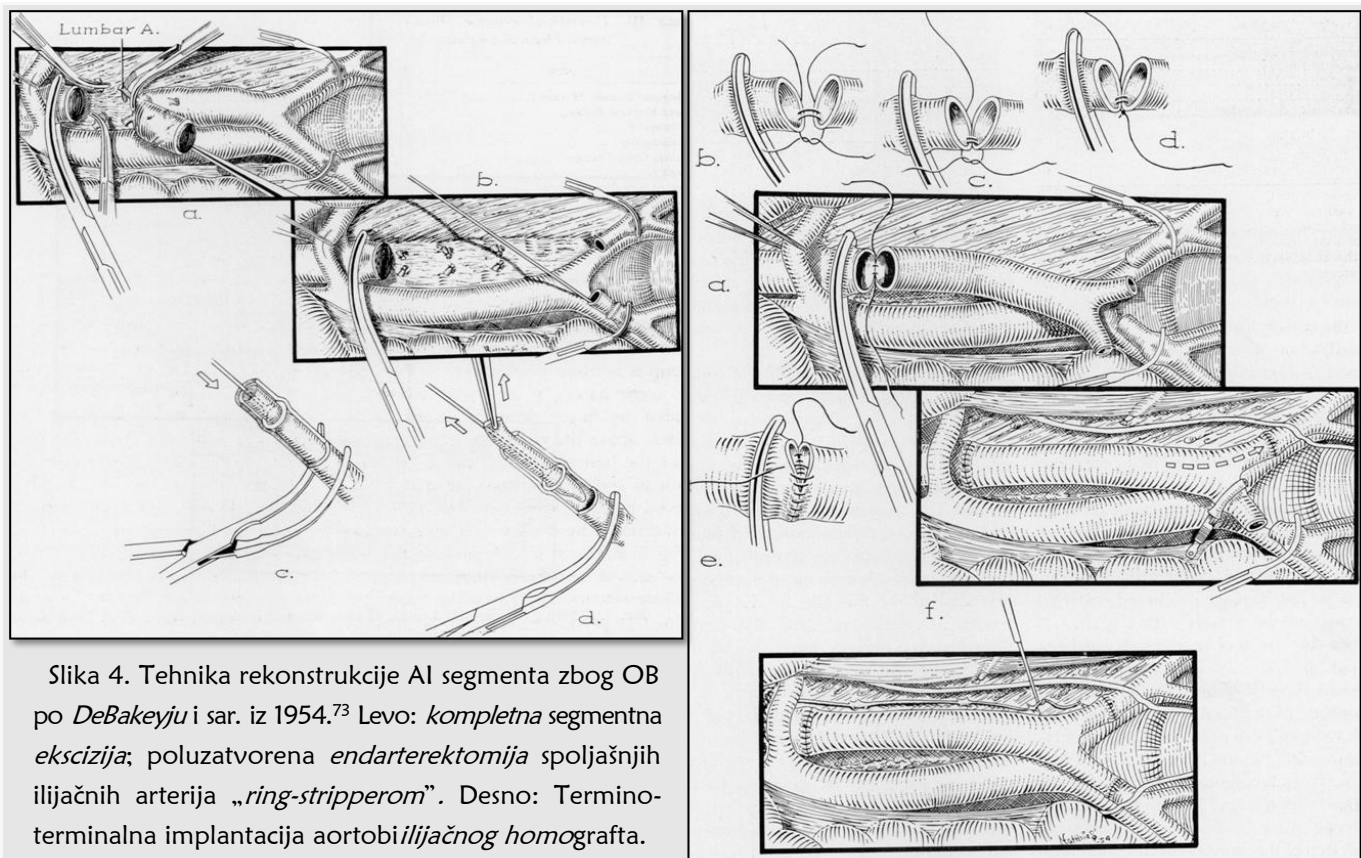 Lumbar A.
a.
b.
c.
d.
Slika 4. Tehnika rekonstrukcije AI segmenta zbog OB
po DeBakeyju i sar. iz 1954.⁷³ Levo: kompletna segmentna
ekscizija; poluzatvorena endarterektomija spoljašnjih
ilijačnih arterija „ring-stripperom”. Desno: Termino-
terminalna implantacija aortobiilijačnog homografta.
b.
c.
d.
a.
e.
f.